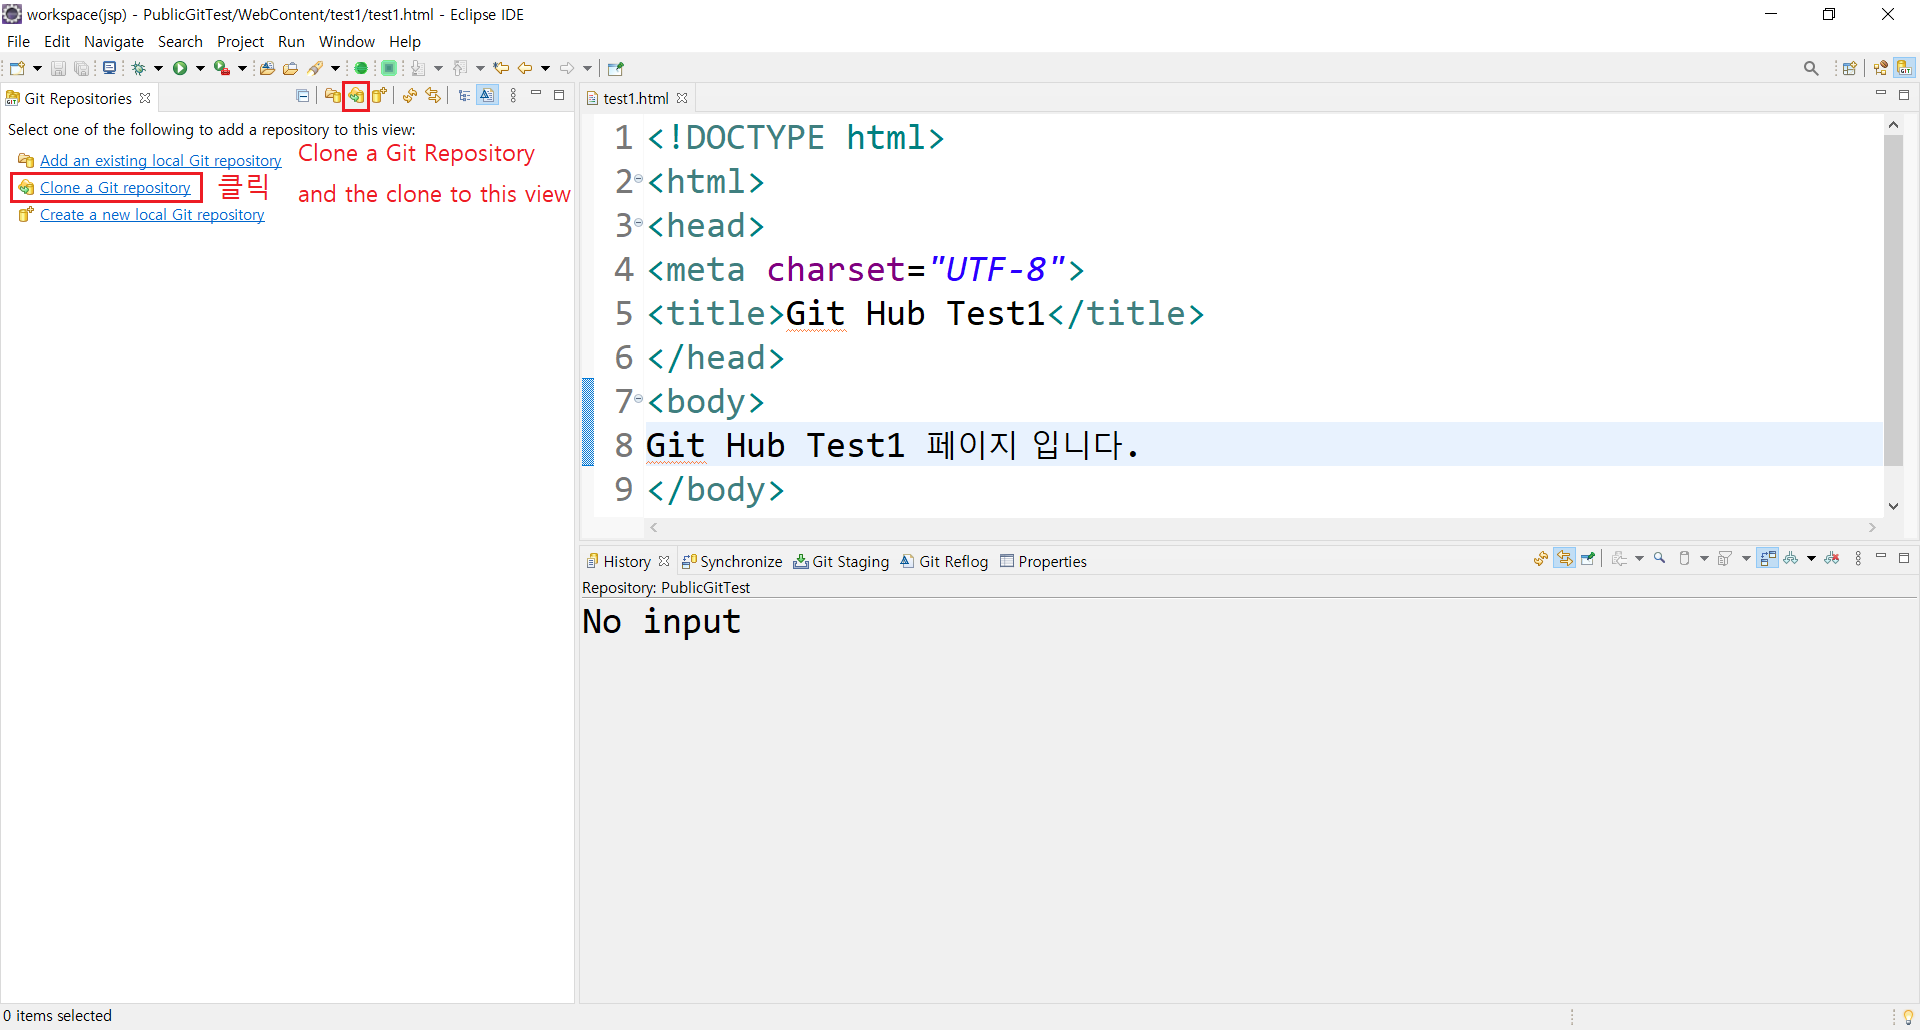 workspace(jsp) - PublicGitTest/WebContent/test1/test1.html - Eclipse IDE
File Edit Navigate Search Project Run Window Help
Git Repositories
Select one of the following to add a repository to this view:
Add an existing local Git repository
Clone a Git repository
Create a new local Git repository
클릭
Clone a Git Repository
and the clone to this view
test1.html
1 <!DOCTYPE html>
2 <html>
3 <head>
4 <meta charset="UTF-8">
5 <title>Git Hub Test1</title>
6 </head>
7 <body>
8 Git Hub Test1 페이지 입니다.
9 </body>
History Synchronize Git Staging Git Reflog Properties
Repository: PublicGitTest
No input
0 items selected